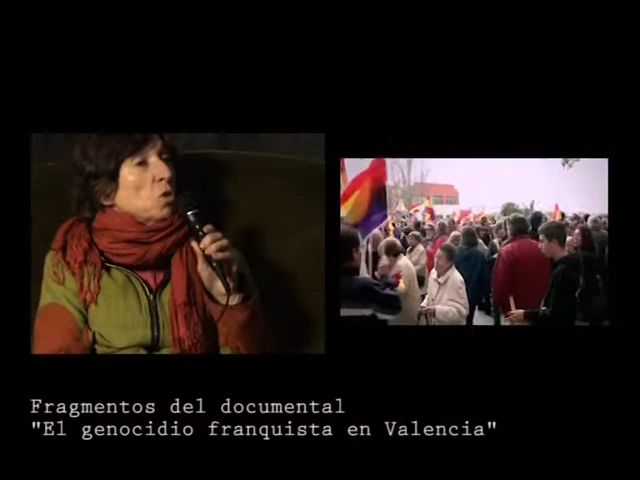 Fragmentos del documental
"El genocidio franquista en Valencia"